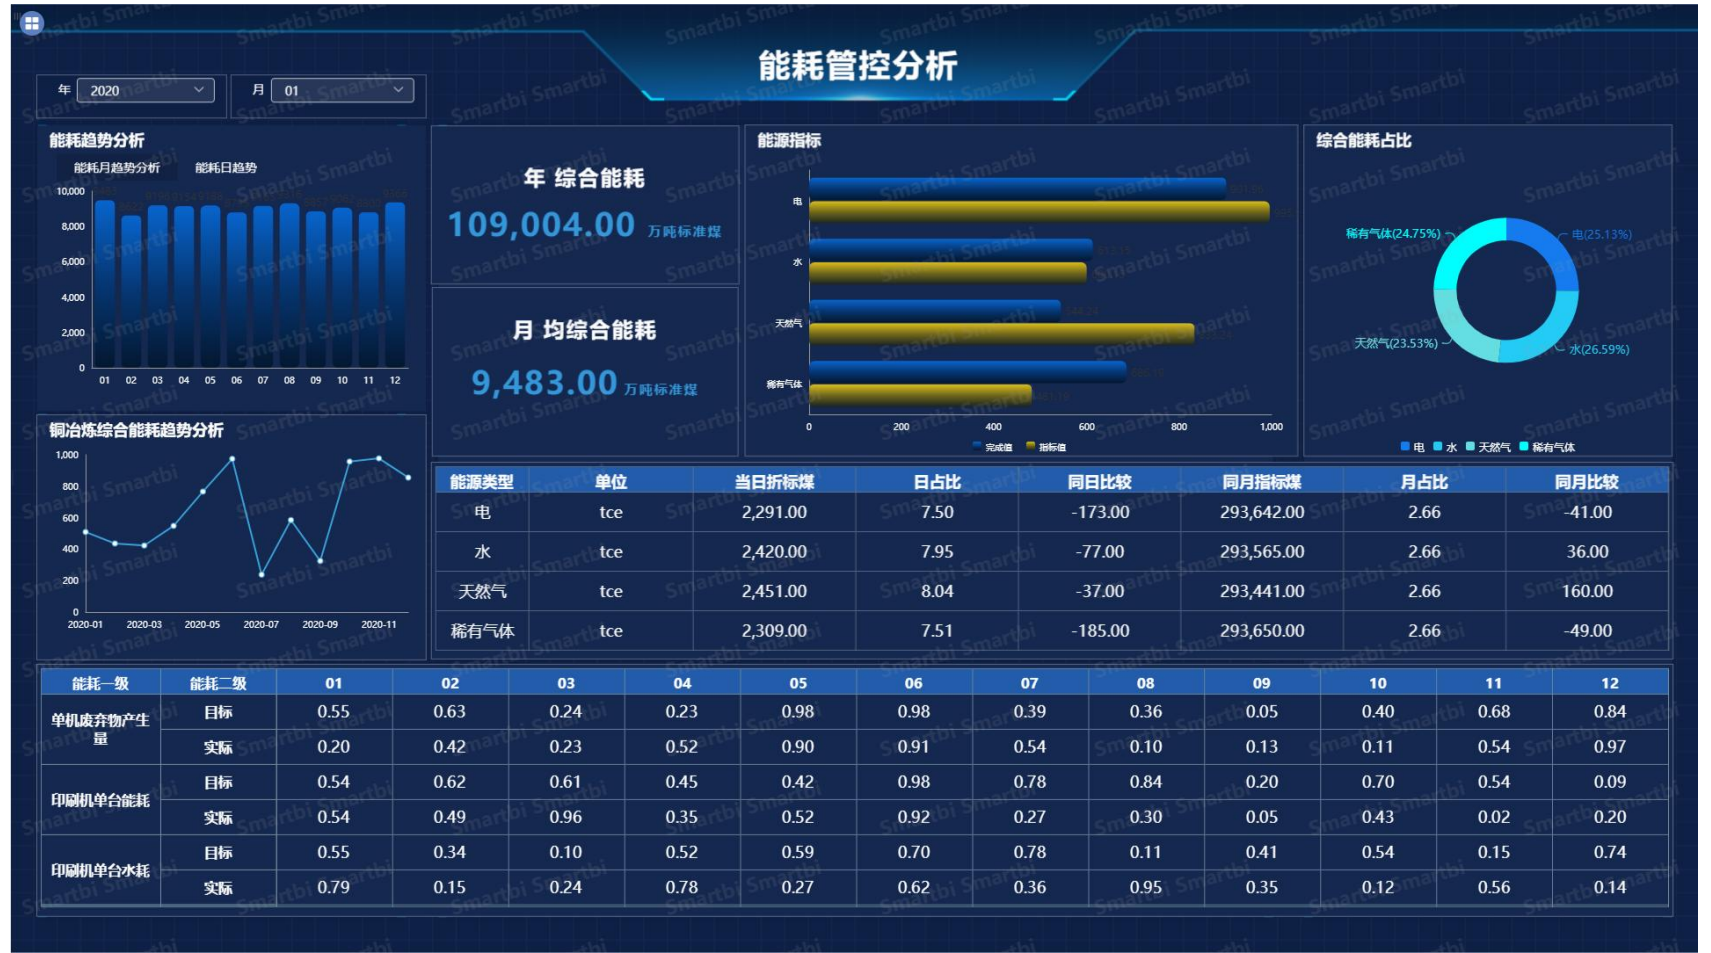 能耗管控分析
年 2020 月 01
能耗趋势分析
能耗月趋势分析 能耗日趋势
10,000
8,000
6,000
4,000
2,000
0
01 02 03 04 05 06 07 08 09 10 11 12
年 综合能耗
109,004.00 万吨标准煤
月 均综合能耗
9,483.00 万吨标准煤
能源指标
电
水
天然气
稀有气体
0 200 400 600 800 1,000
完成值 指标值
综合能耗占比
稀有气体(24.75%) 电(25.13%)
天然气(23.53%) 水(26.59%)
电 水 天然气 稀有气体
铜冶炼综合能耗趋势分析
1,000
800
600
400
200
0
2020-01 2020-03 2020-05 2020-07 2020-09 2020-11
能源类型 单位 当日折标煤 日占比 同日比较 同月指标煤 月占比 同月比较
电 tce 2,291.00 7.50 -173.00 293,642.00 2.66 -41.00
水 tce 2,420.00 7.95 -77.00 293,565.00 2.66 36.00
天然气 tce 2,451.00 8.04 -37.00 293,441.00 2.66 160.00
稀有气体 tce 2,309.00 7.51 -185.00 293,650.00 2.66 -49.00
能耗一级 能耗二级 01 02 03 04 05 06 07 08 09 10 11 12
单机废弃物产生量 目标 0.55 0.63 0.24 0.23 0.98 0.98 0.39 0.36 0.05 0.40 0.68 0.84
实际 0.20 0.42 0.23 0.52 0.90 0.91 0.54 0.10 0.13 0.11 0.54 0.97
印刷机单台能耗 目标 0.54 0.62 0.61 0.45 0.42 0.98 0.78 0.84 0.20 0.70 0.54 0.09
实际 0.54 0.49 0.96 0.35 0.52 0.92 0.27 0.30 0.05 0.43 0.02 0.20
印刷机单台水耗 目标 0.55 0.34 0.10 0.52 0.59 0.70 0.78 0.11 0.41 0.54 0.15 0.74
实际 0.79 0.15 0.24 0.78 0.27 0.62 0.36 0.95 0.35 0.12 0.56 0.14
Smartbi